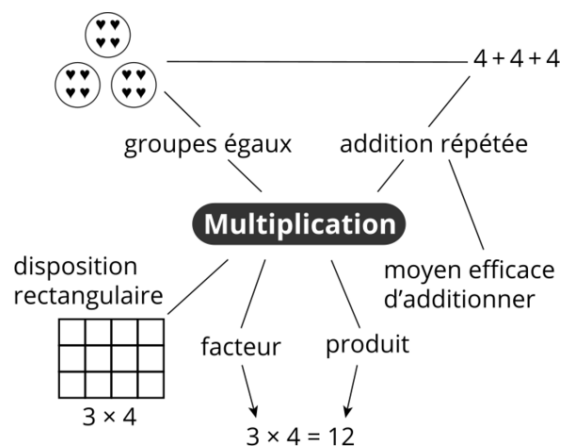 4 + 4 + 4
groupes égaux
addition répétée
Multiplication
disposition
rectangulaire
moyen efficace
d'additionner
facteur
produit
3 × 4
3 × 4 = 12